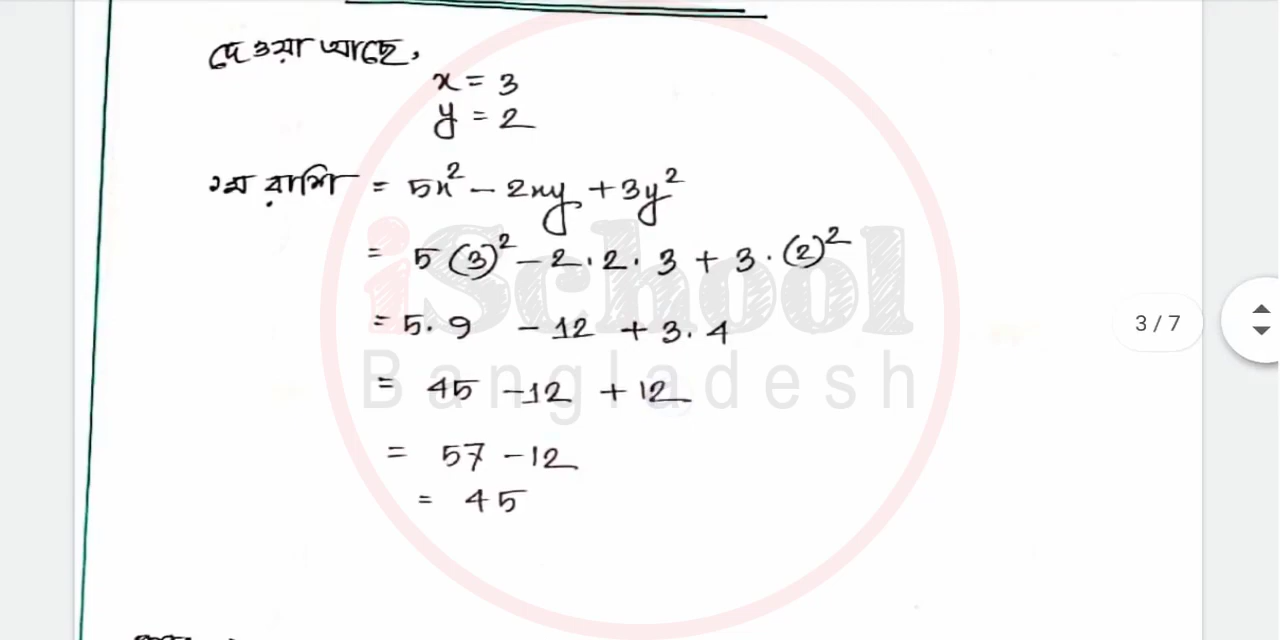 দেওয়া আছে,
x = 3
y = 2
১ম রাশি = 5x² - 2xy + 3y²
= 5 (3)² - 2 . 2 . 3 + 3 . (2)²
= 5 . 9 - 12 + 3 . 4
= 45 - 12 + 12
= 57 - 12
= 45
iSchool
Bangladesh
3 / 7